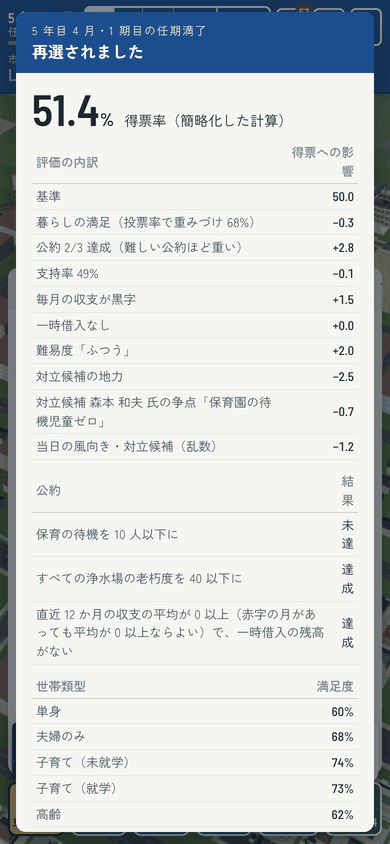 5 年目 4 月・1 期目の任期満了
再選されました
51.4% 得票率（簡略化した計算）
評価の内訳 得票への影
響
基準 50.0
暮らしの満足（投票率で重みづけ 68%） −0.3
公約 2/3 達成（難しい公約ほど重い） +2.8
支持率 49% −0.1
毎月の収支が黒字 +1.5
一時借入なし +0.0
難易度「ふつう」 +2.0
対立候補の地力 −2.5
対立候補 森本 和夫 氏の争点「保育園の待
機児童ゼロ」 −0.7
当日の風向き・対立候補（乱数） −1.2
公約 結
果
保育の待機を 10 人以下に 未
達
すべての浄水場の老朽度を 40 以下に 達
成
直近 12 か月の収支の平均が 0 以上（赤字の月があ
っても平均が 0 以上ならよい）で、一時借入の残高 達
がない 成
世帯類型 満足度
単身 60%
夫婦のみ 68%
子育て（未就学） 74%
子育て（就学） 73%
高齢 62%